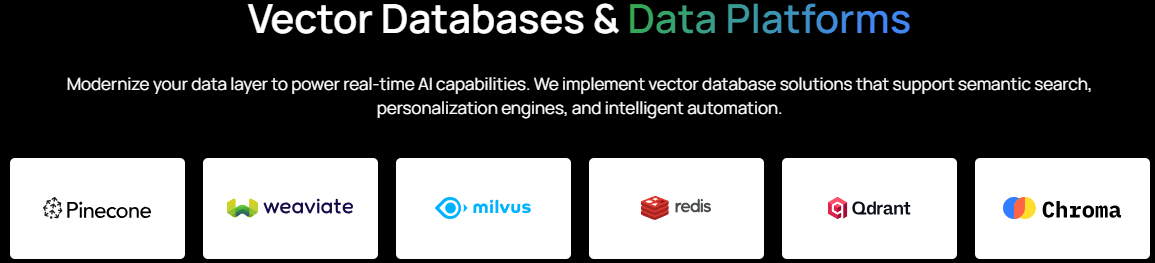 Vector Databases & Data Platforms
Modernize your data layer to power real-time AI capabilities. We implement vector database solutions that support semantic search,
personalization engines, and intelligent automation.
Pinecone
weaviate
milvus
redis
Qdrant
Chroma